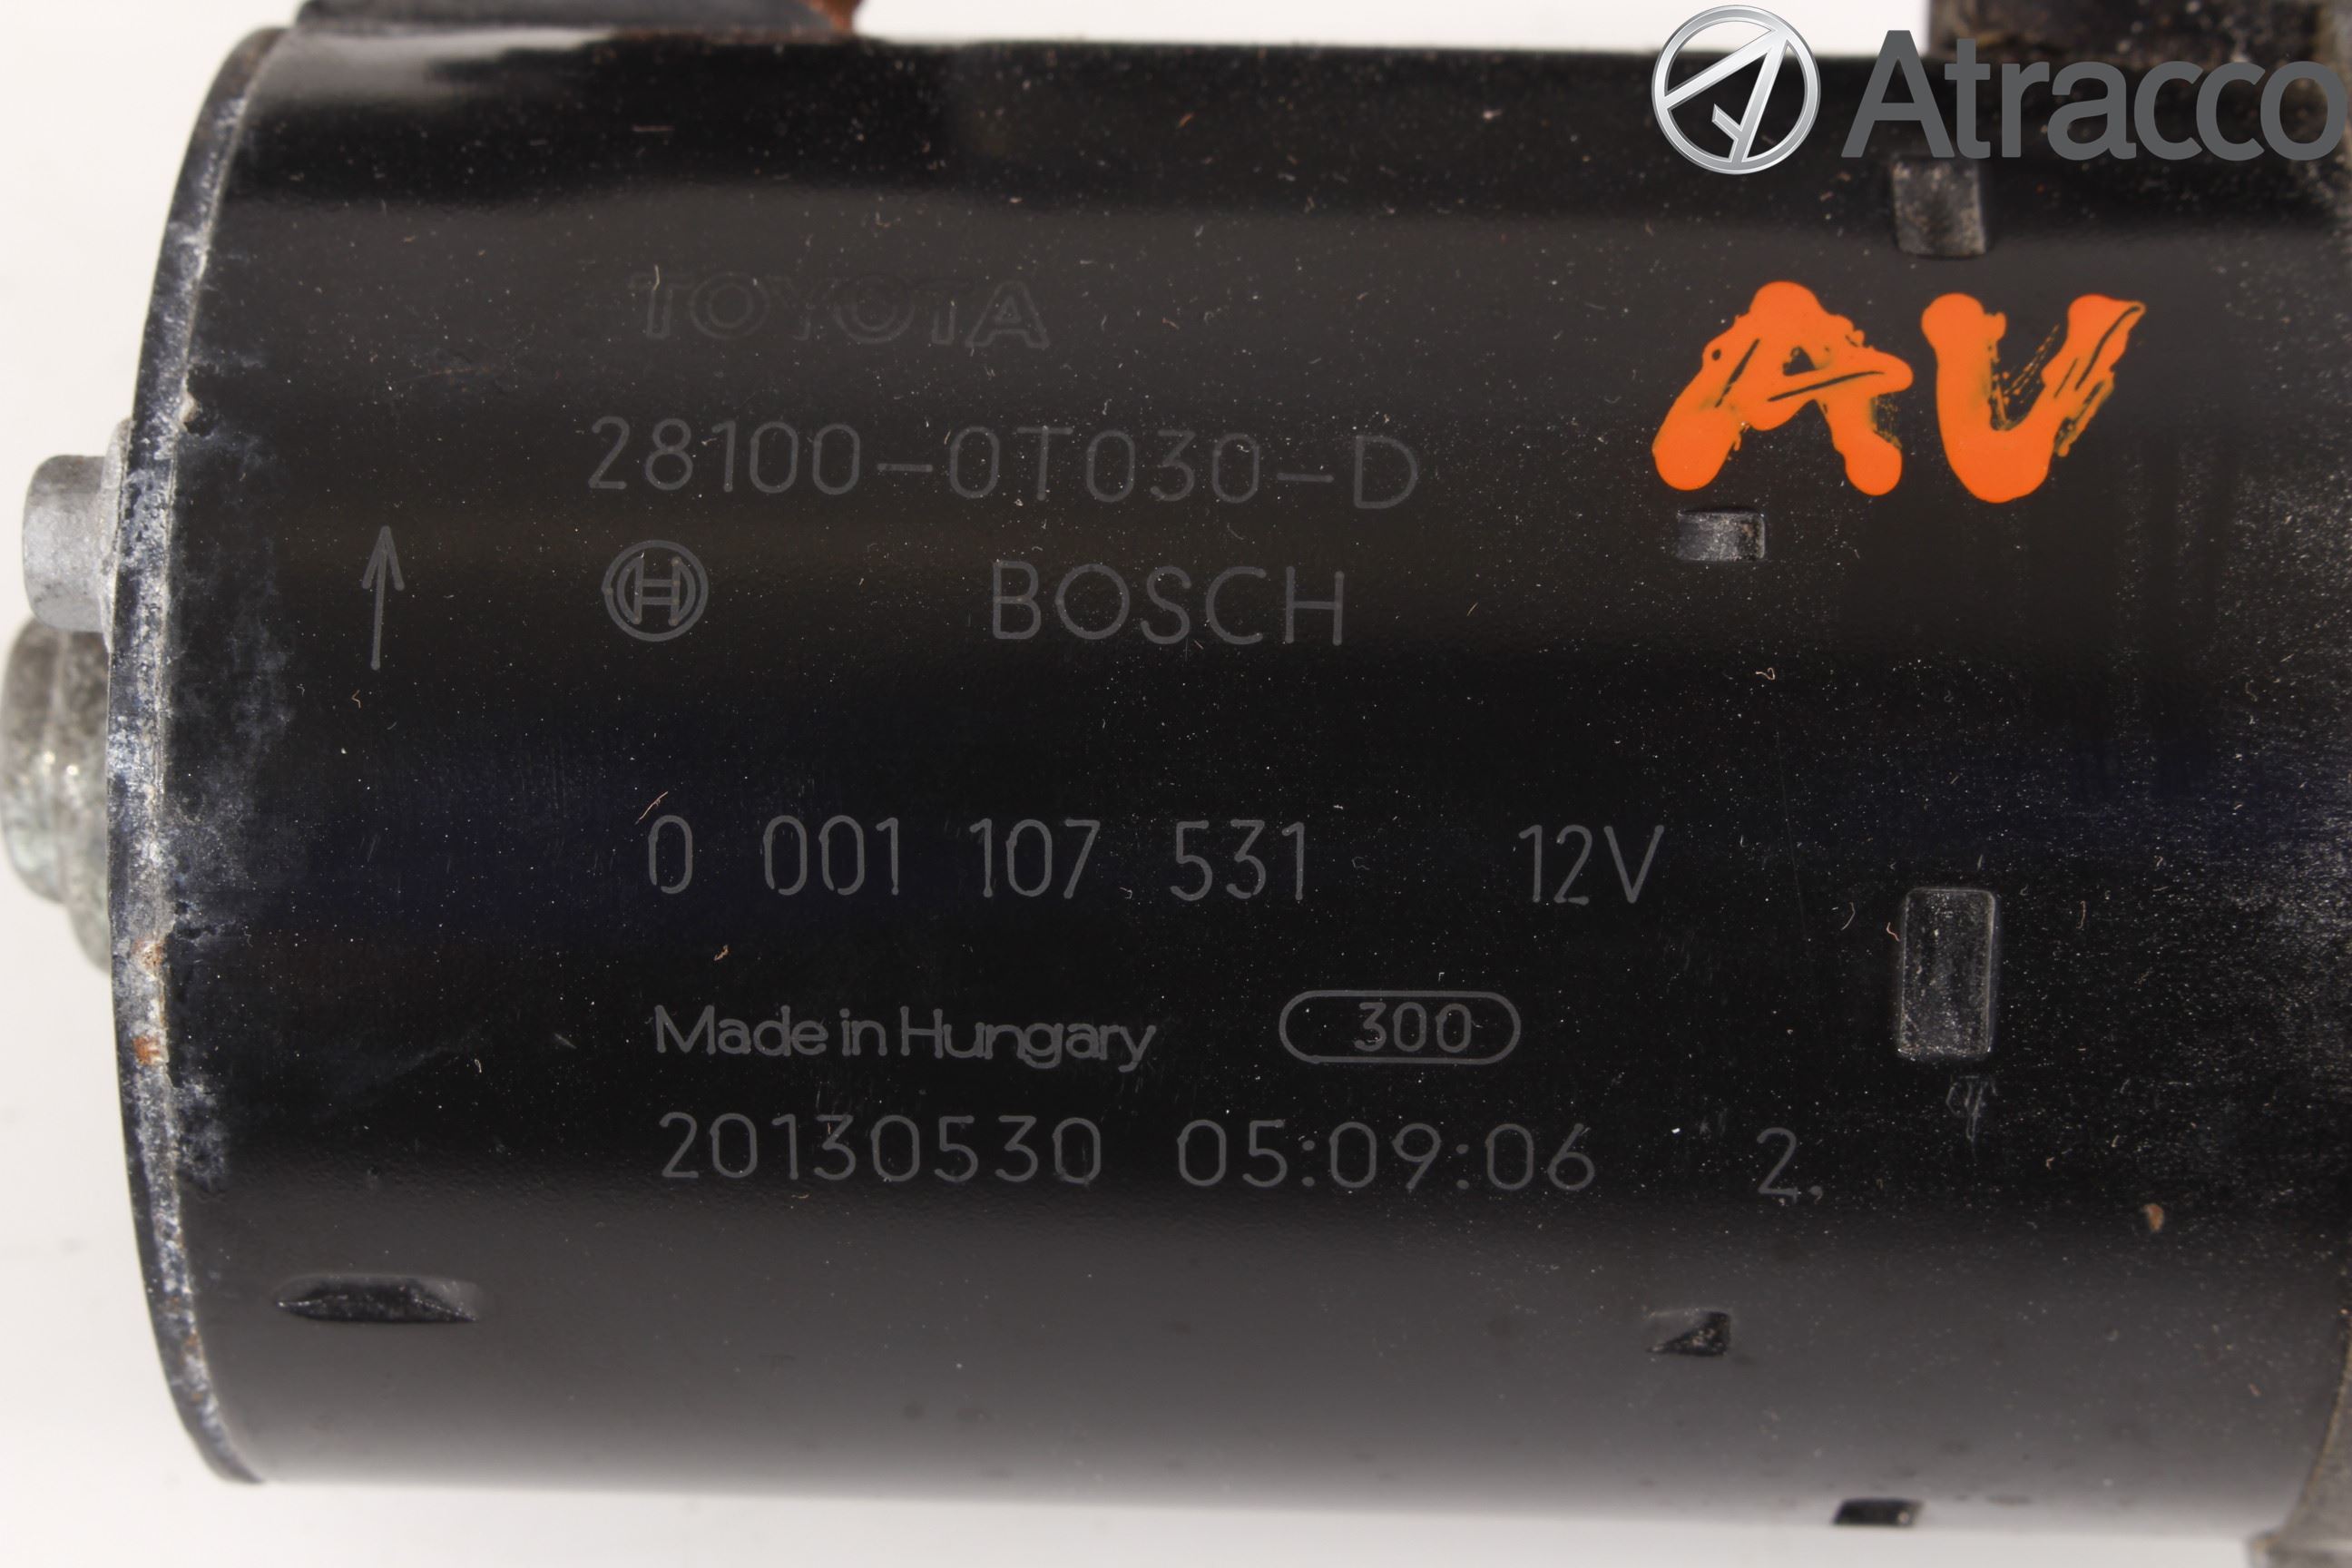 Atracco
TOYOTA
AV
28100-0T030-D
BOSCH
0 001 107 531 12V
Made in Hungary 300
20130530 05:09:06 2,